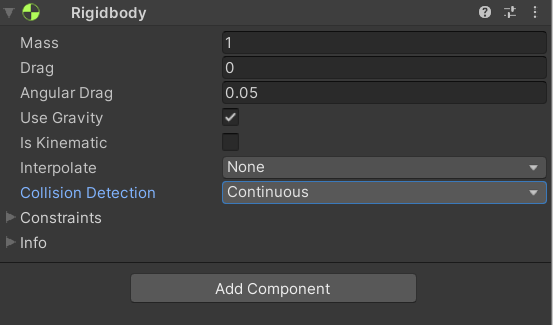 Rigidbody
Mass 1
Drag 0
Angular Drag 0.05
Use Gravity
Is Kinematic
Interpolate None
Collision Detection Continuous
Constraints
Info
Add Component